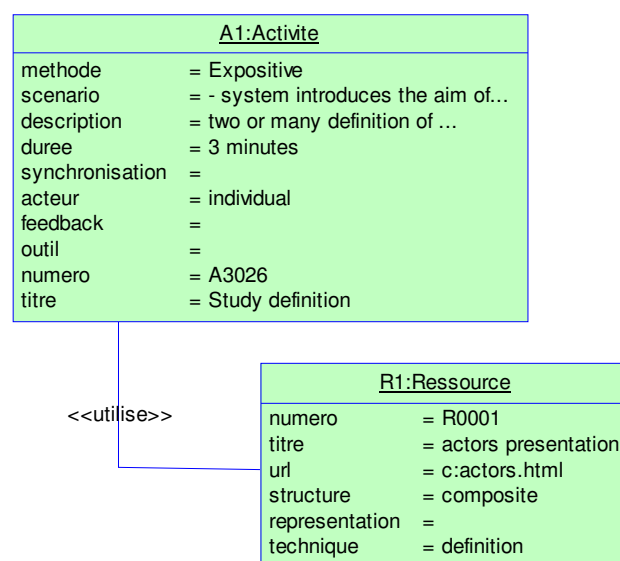 A1:Activite
methode = Expositive
scenario = - system introduces the aim of...
description = two or many definition of ...
duree = 3 minutes
synchronisation =
acteur = individual
feedback =
outil =
numero = A3026
titre = Study definition
<<utilise>>
R1:Ressource
numero = R0001
titre = actors presentation
url = c:actors.html
structure = composite
representation =
technique = definition